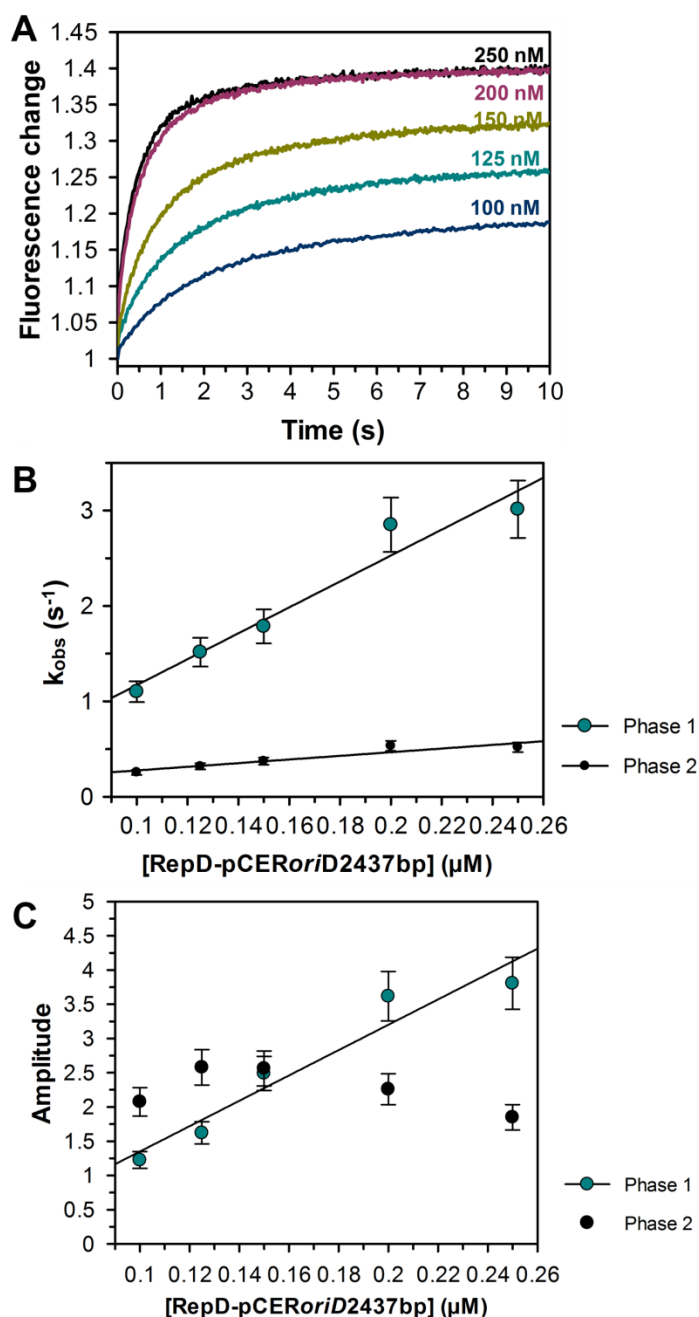 A
Fluorescence change
1.45
1.4
1.35
1.3
1.25
1.2
1.15
1.1
1.05
1
250 nM
200 nM
150 nM
125 nM
100 nM
0 1 2 3 4 5 6 7 8 9 10
Time (s)
B
kobs (s-1)
3
2
1
0
0.1 0.12 0.14 0.16 0.18 0.2 0.22 0.24 0.26
[RepD-pCERoriD2437bp] (µM)
Phase 1
Phase 2
C
Amplitude
5
4.5
4
3.5
3
2.5
2
1.5
1
0.5
0
0.1 0.12 0.14 0.16 0.18 0.2 0.22 0.24 0.26
[RepD-pCERoriD2437bp] (µM)
Phase 1
Phase 2